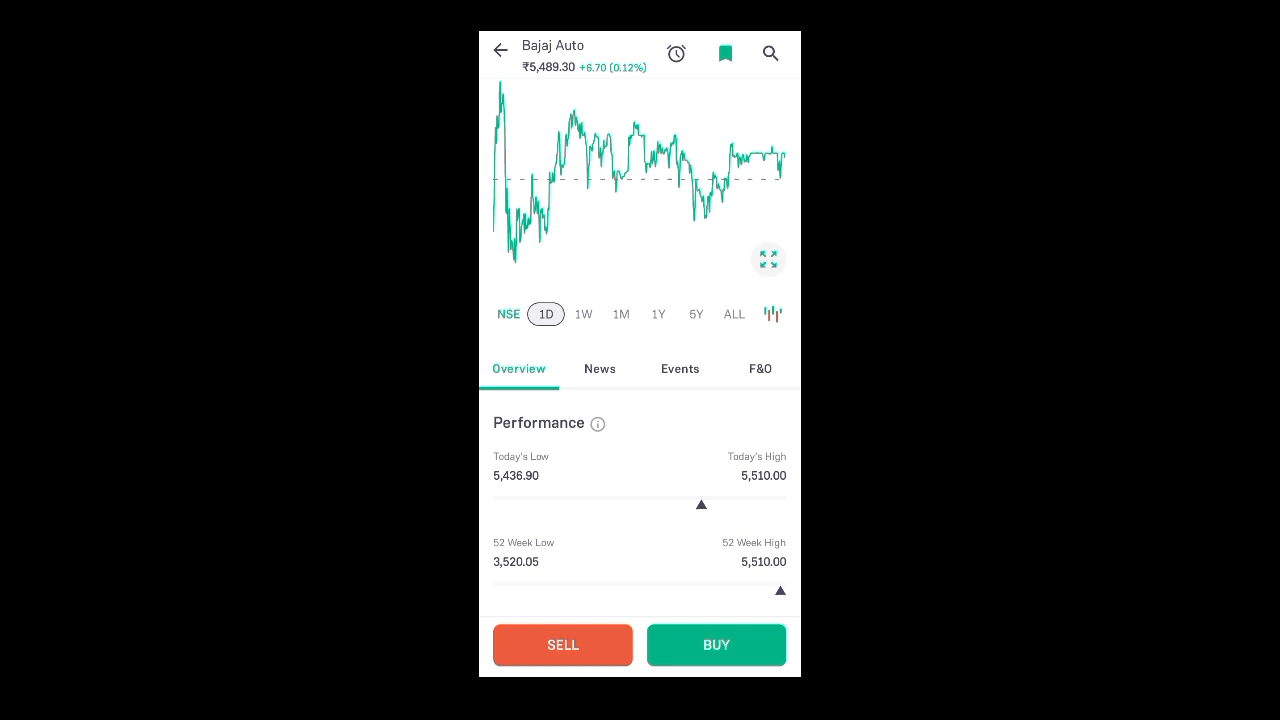 Bajaj Auto
₹5,489.30 +6.70 (0.12%)
NSE 1D 1W 1M 1Y 5Y ALL
Overview News Events F&O
Performance
Today's Low Today's High
5,436.90 5,510.00
52 Week Low 52 Week High
3,520.05 5,510.00
SELL BUY